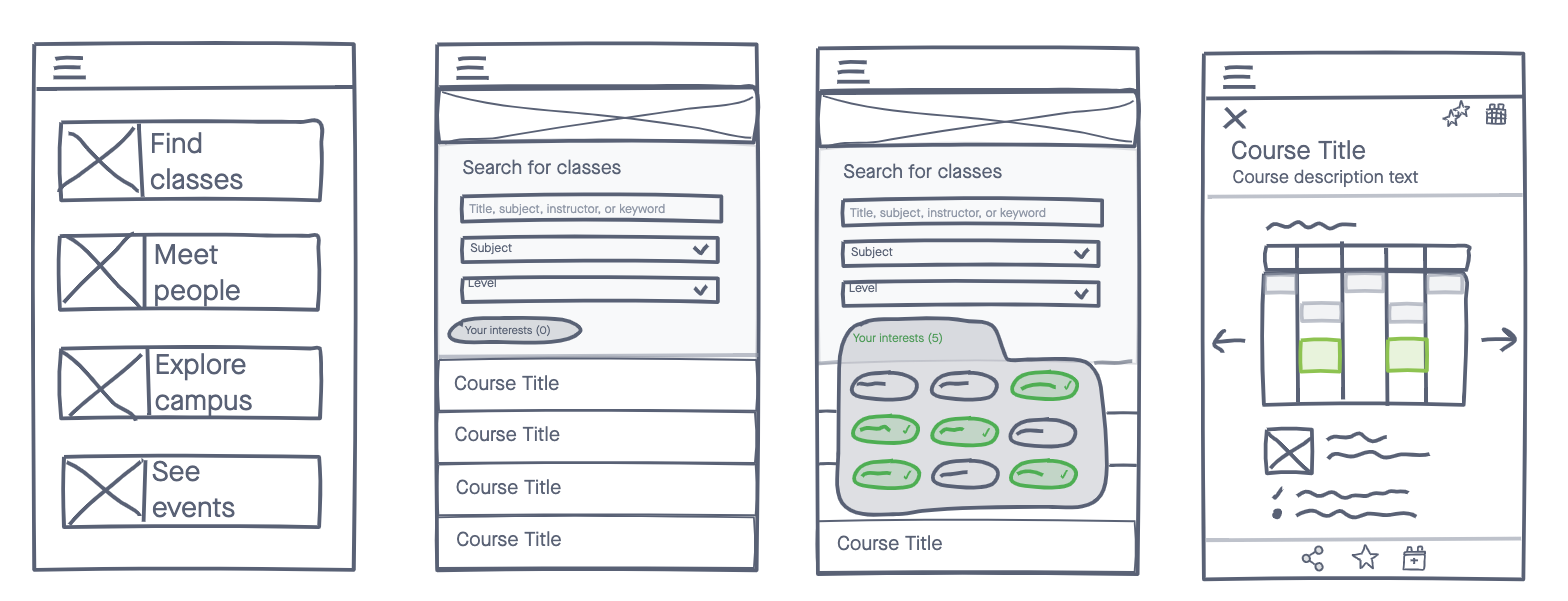 Find
classes
Meet
people
Explore
campus
See
events
Search for classes
Title, subject, instructor, or keyword
Subject
Level
Your interests (0)
Course Title
Course Title
Course Title
Course Title
Search for classes
Title, subject, instructor, or keyword
Subject
Level
Your interests (5)
Course Title
Course Title
Course description text